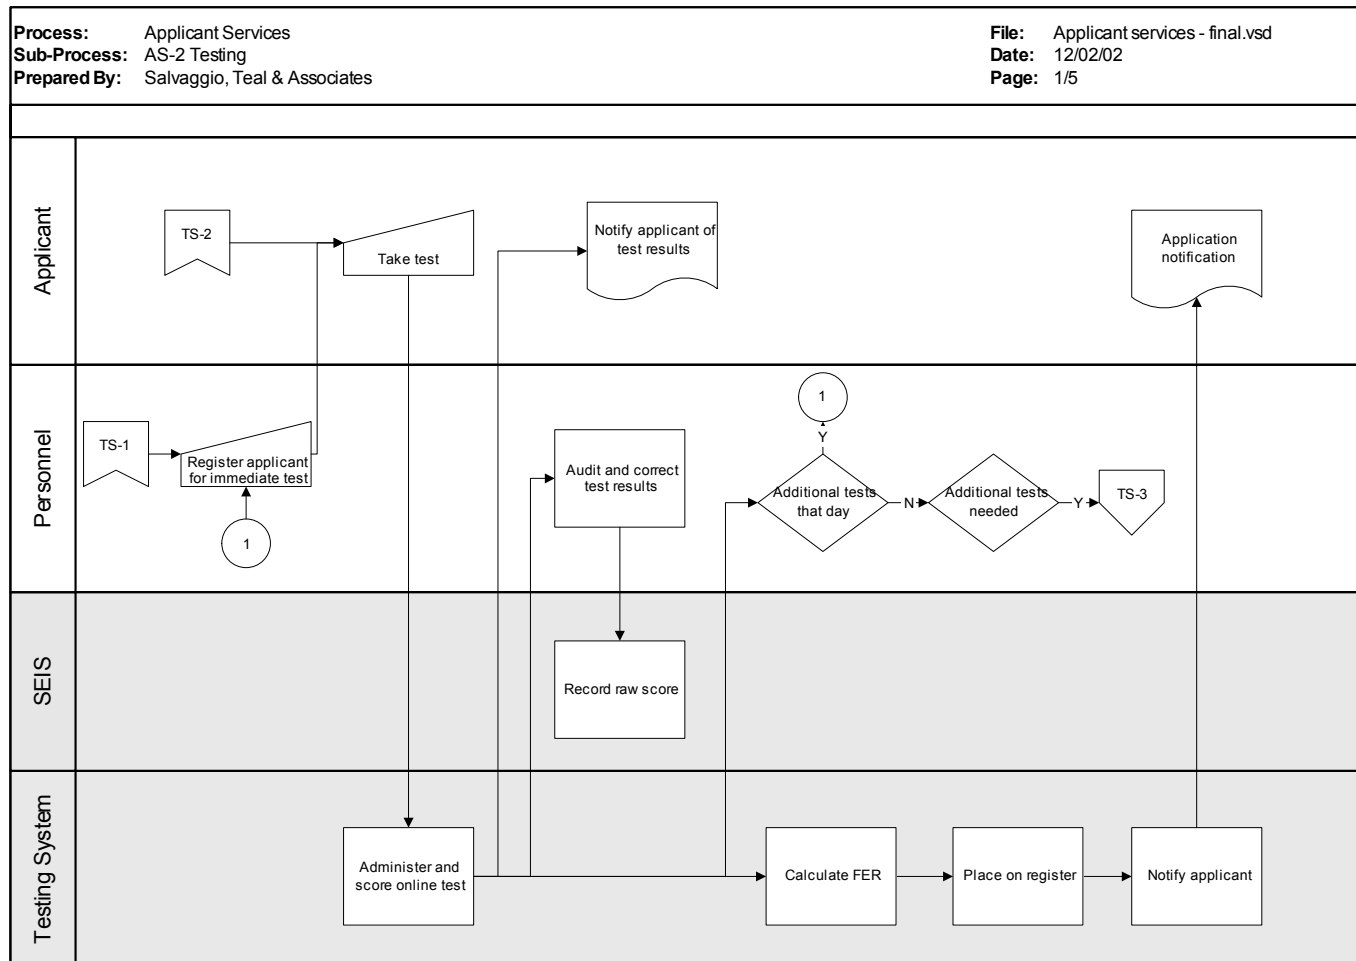 Process: Applicant Services
Sub-Process: AS-2 Testing
Prepared By: Salvaggio, Teal & Associates
File: Applicant services - final.vsd
Date: 12/02/02
Page: 1/5
Applicant
TS-2
Take test
Notify applicant of
test results
Application
notification
Personnel
TS-1
Register applicant
for immediate test
1
Audit and correct
test results
1
Y
Additional tests
that day
N
Additional tests
needed
Y
TS-3
SEIS
Record raw score
Testing System
Administer and
score online test
Calculate FER
Place on register
Notify applicant